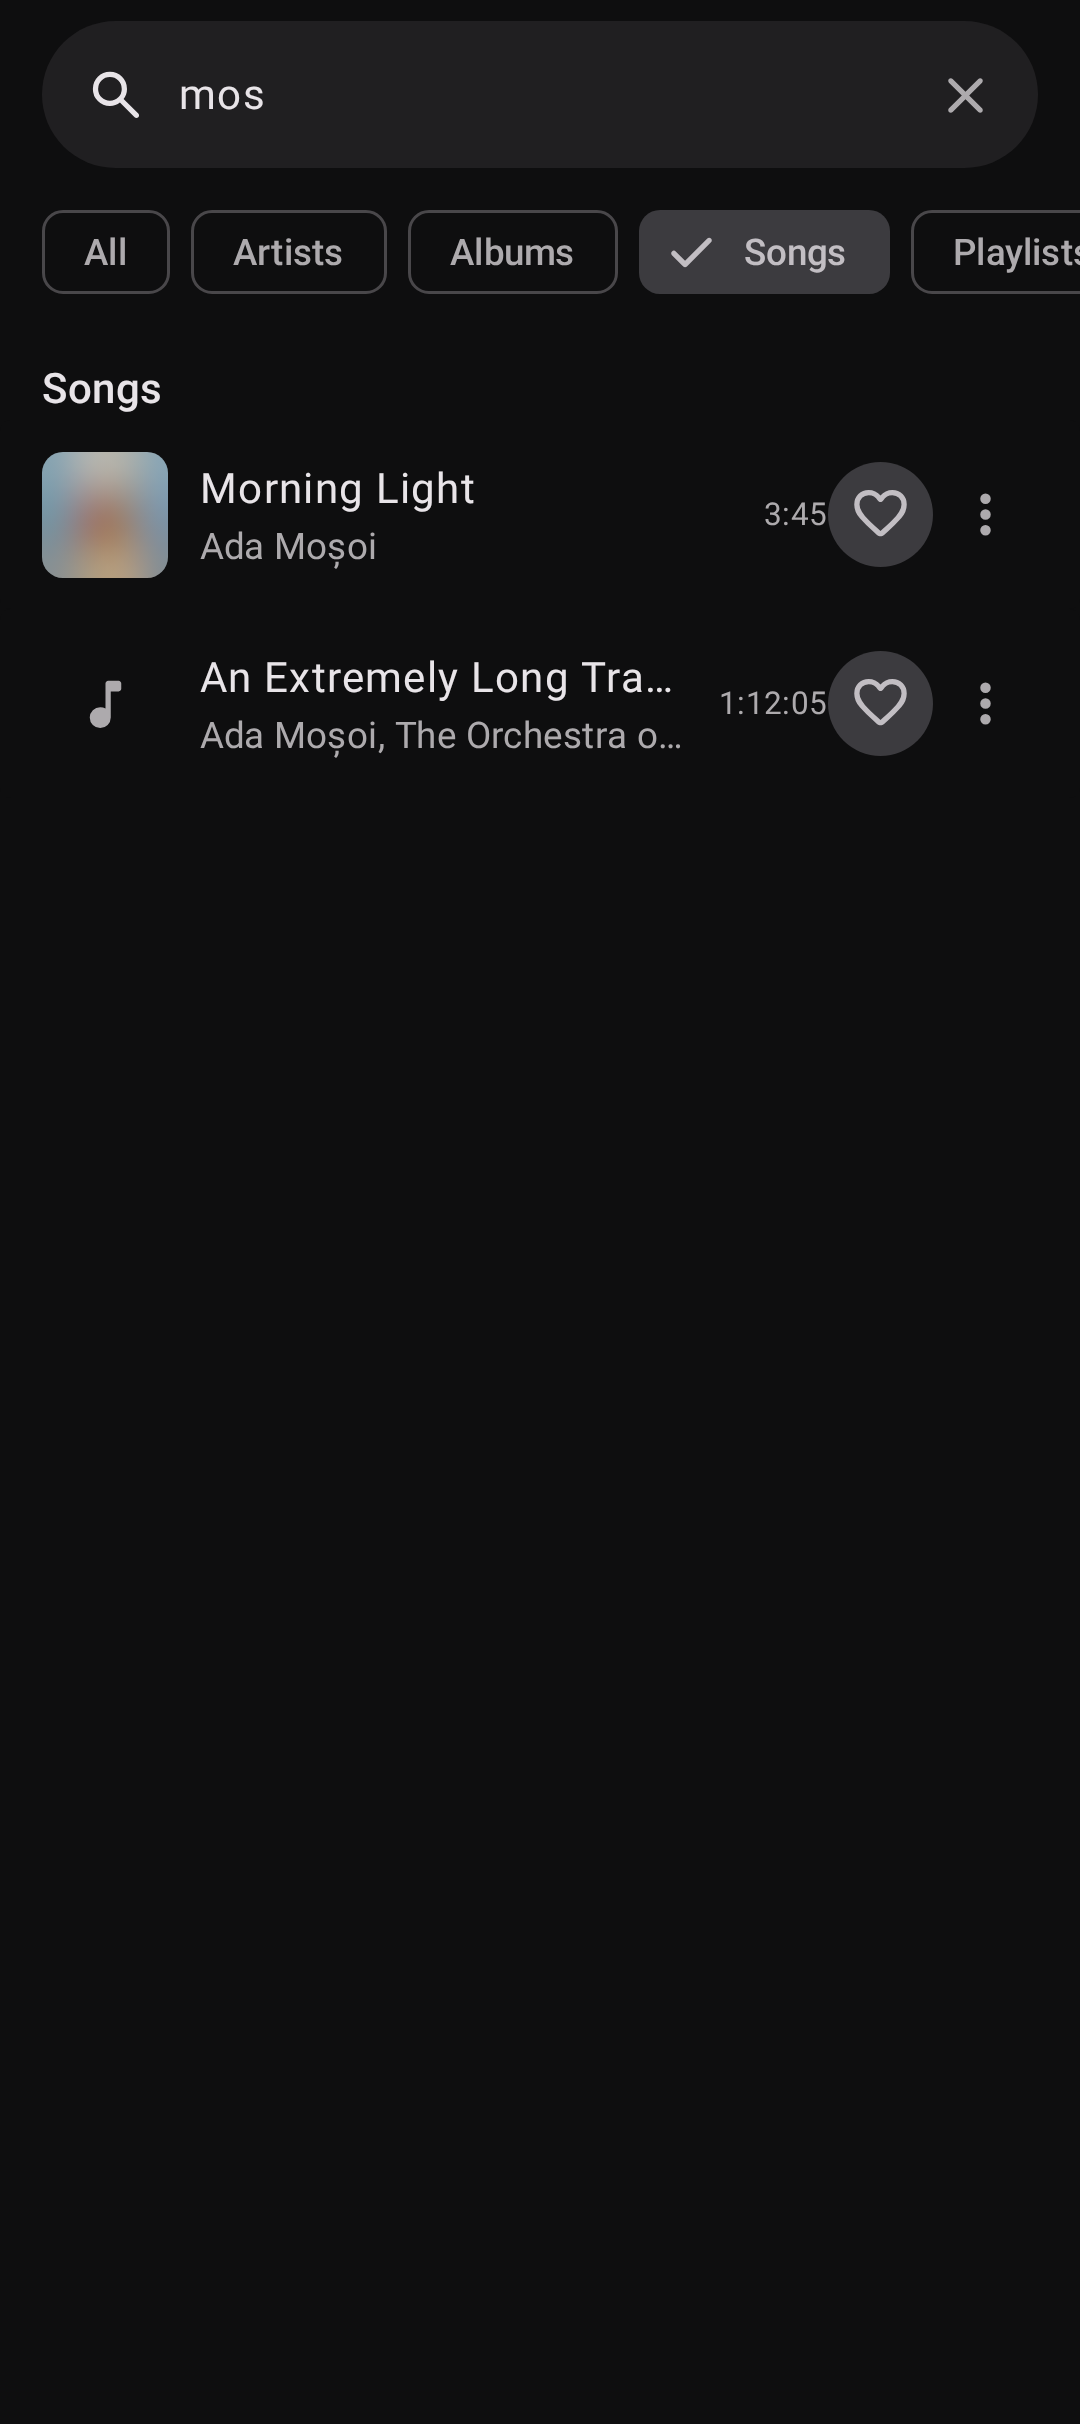 mos
All Artists Albums Songs Playlists
Songs
Morning Light
Ada Moșoi
3:45
An Extremely Long Tra…
Ada Moșoi, The Orchestra o…
1:12:05